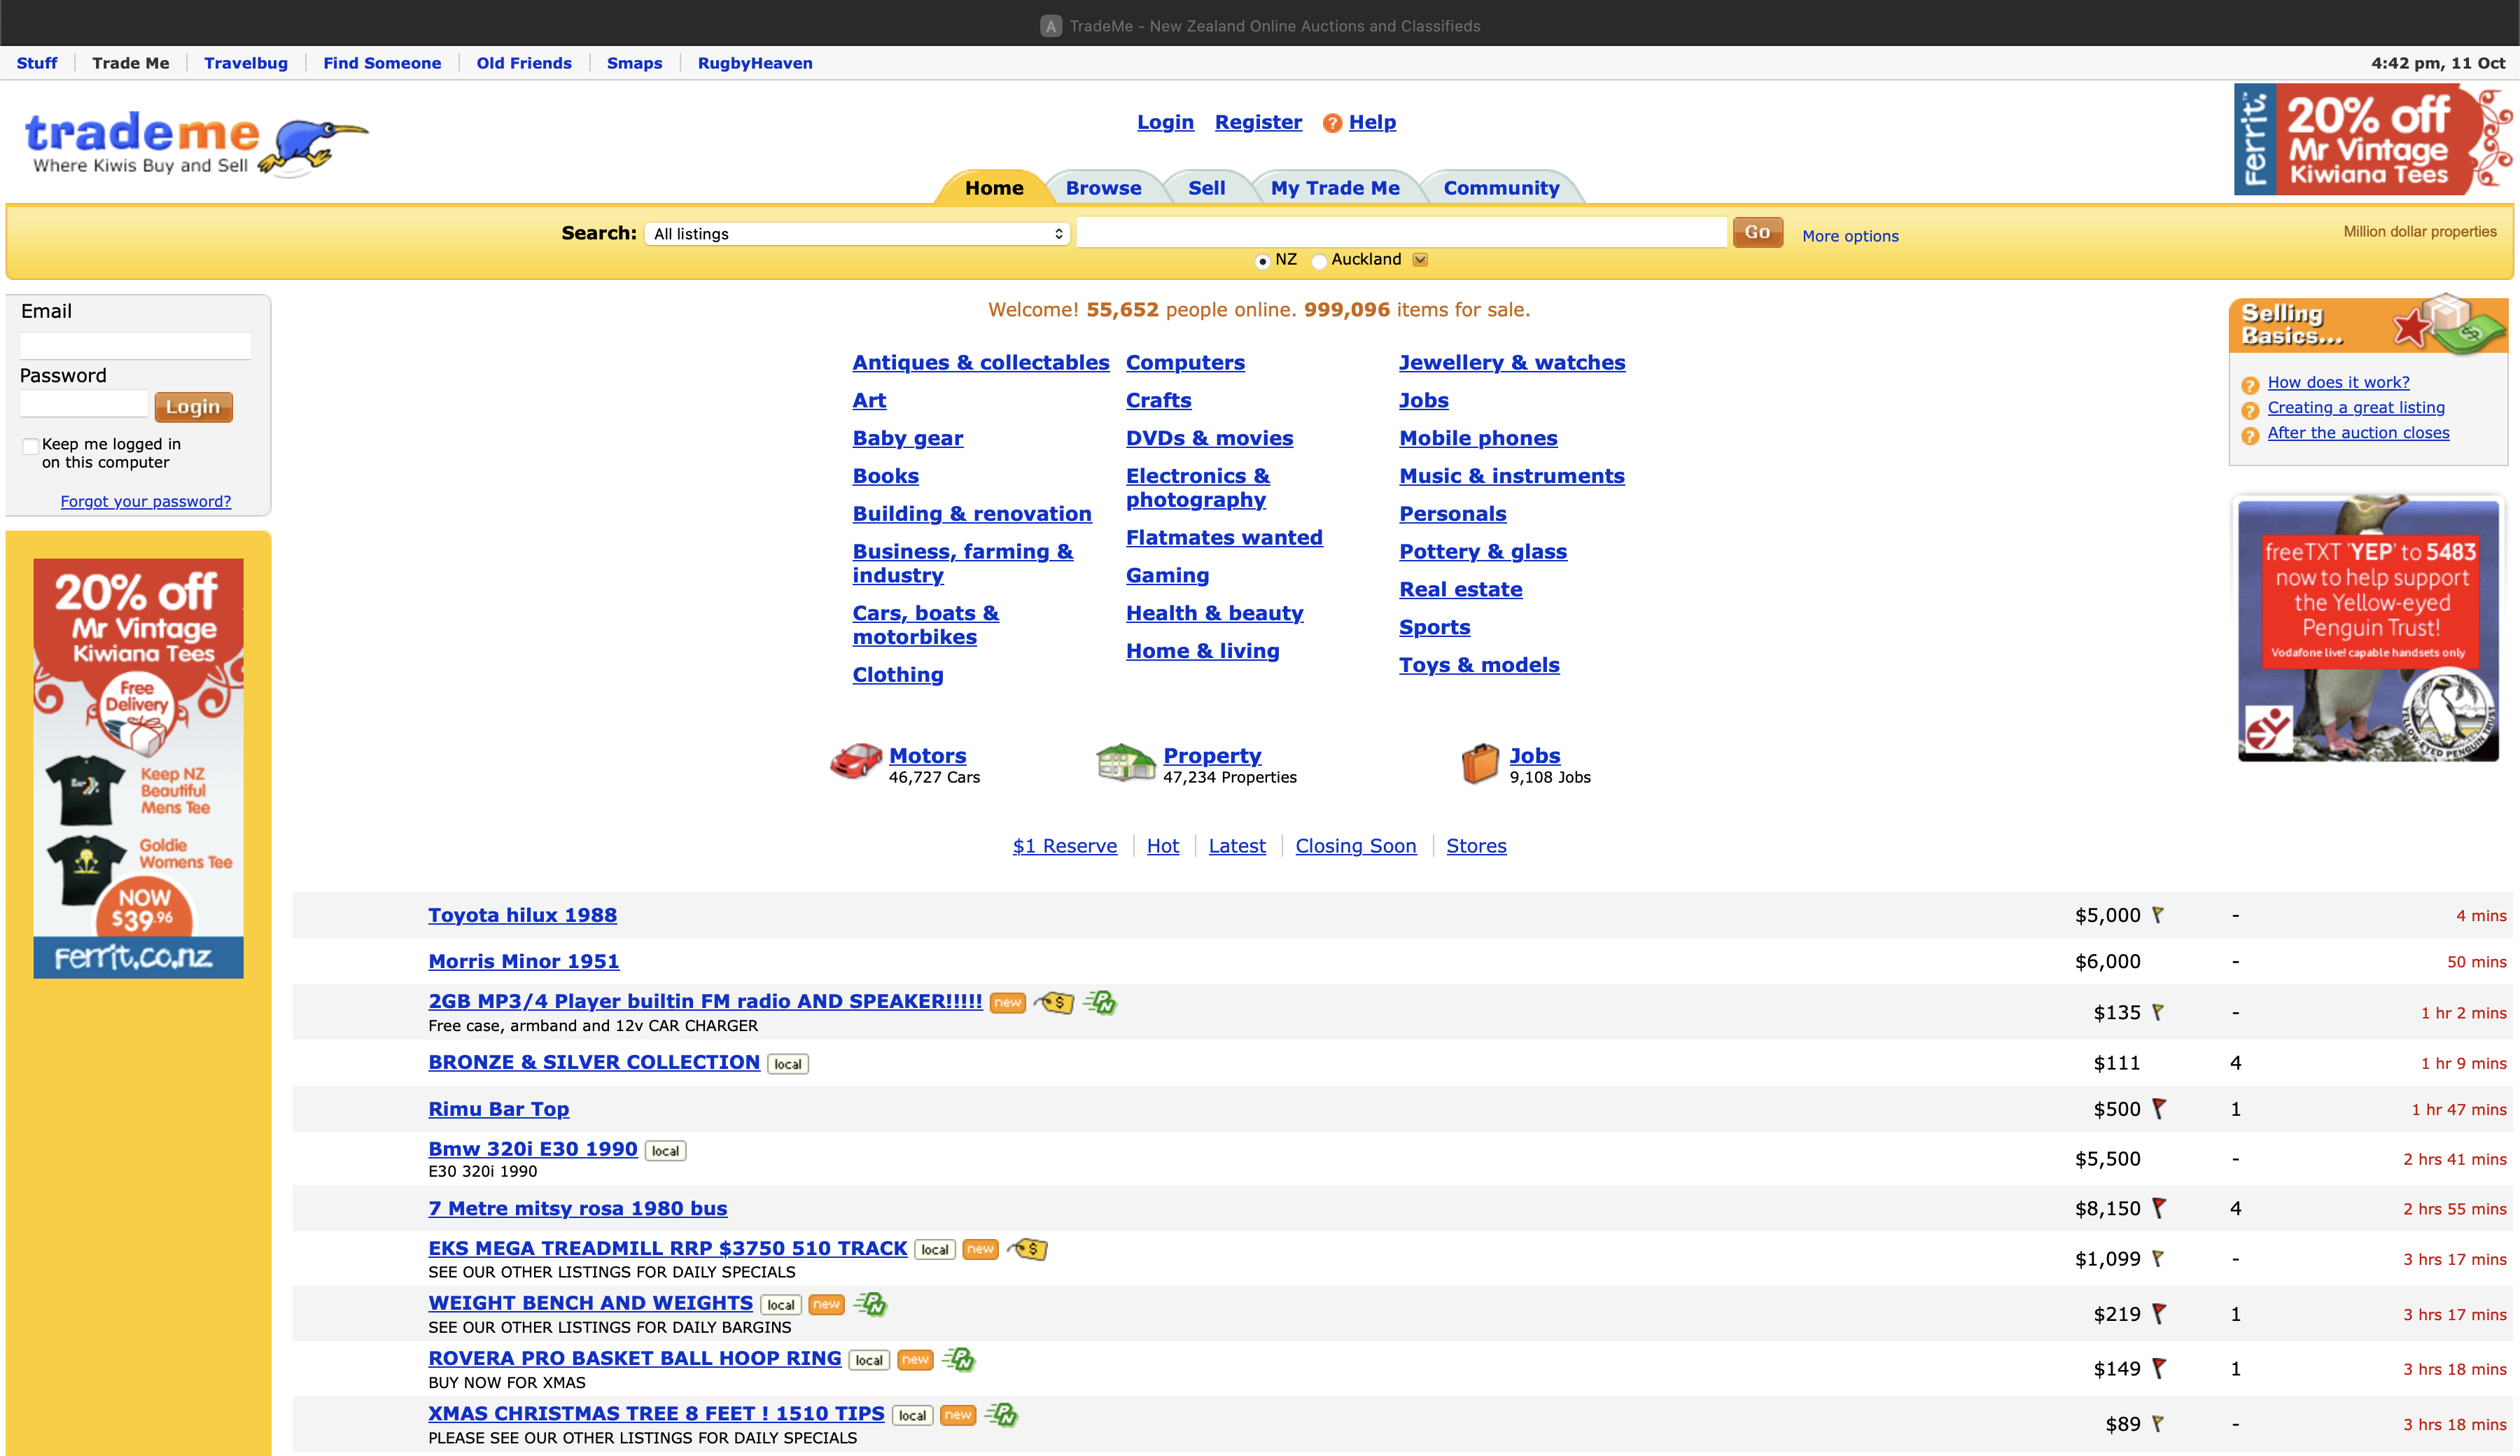 A TradeMe - New Zealand Online Auctions and Classifieds
Stuff Trade Me Travelbug Find Someone Old Friends Smaps RugbyHeaven 4:42 pm, 11 Oct
trademe
Where Kiwis Buy and Sell
Login Register ? Help
Ferrit.™
20% off
Mr Vintage
Kiwiana Tees
Home Browse Sell My Trade Me Community
Search: All listings Go More options Million dollar properties
NZ Auckland
Email
Password
Login
Keep me logged in
on this computer
Forgot your password?
20% off
Mr Vintage
Kiwiana Tees
Free
Delivery
Keep NZ
Beautiful
Mens Tee
Goldie
Womens Tee
NOW
$39.96
Ferrit.co.nz
Welcome! 55,652 people online. 999,096 items for sale.
Antiques & collectables
Art
Baby gear
Books
Building & renovation
Business, farming &
industry
Cars, boats &
motorbikes
Clothing
Computers
Crafts
DVDs & movies
Electronics &
photography
Flatmates wanted
Gaming
Health & beauty
Home & living
Jewellery & watches
Jobs
Mobile phones
Music & instruments
Personals
Pottery & glass
Real estate
Sports
Toys & models
Motors
46,727 Cars
Property
47,234 Properties
Jobs
9,108 Jobs
$1 Reserve Hot Latest Closing Soon Stores
Selling
Basics...
? How does it work?
? Creating a great listing
? After the auction closes
freeTXT 'YEP' to 5483
now to help support
the Yellow-eyed
Penguin Trust!
Vodafone live! capable handsets only
YELLOW-EYED PENGUIN TRUST
Toyota hilux 1988 $5,000 - 4 mins
Morris Minor 1951 $6,000 - 50 mins
2GB MP3/4 Player builtin FM radio AND SPEAKER!!!!! new $ PN $135 - 1 hr 2 mins
Free case, armband and 12v CAR CHARGER
BRONZE & SILVER COLLECTION local $111 4 1 hr 9 mins
Rimu Bar Top $500 1 1 hr 47 mins
Bmw 320i E30 1990 local $5,500 - 2 hrs 41 mins
E30 320i 1990
7 Metre mitsy rosa 1980 bus $8,150 4 2 hrs 55 mins
EKS MEGA TREADMILL RRP $3750 510 TRACK local new $ $1,099 - 3 hrs 17 mins
SEE OUR OTHER LISTINGS FOR DAILY SPECIALS
WEIGHT BENCH AND WEIGHTS local new PN $219 1 3 hrs 17 mins
SEE OUR OTHER LISTINGS FOR DAILY BARGINS
ROVERA PRO BASKET BALL HOOP RING local new PN $149 1 3 hrs 18 mins
BUY NOW FOR XMAS
XMAS CHRISTMAS TREE 8 FEET ! 1510 TIPS local new PN $89 - 3 hrs 18 mins
PLEASE SEE OUR OTHER LISTINGS FOR DAILY SPECIALS